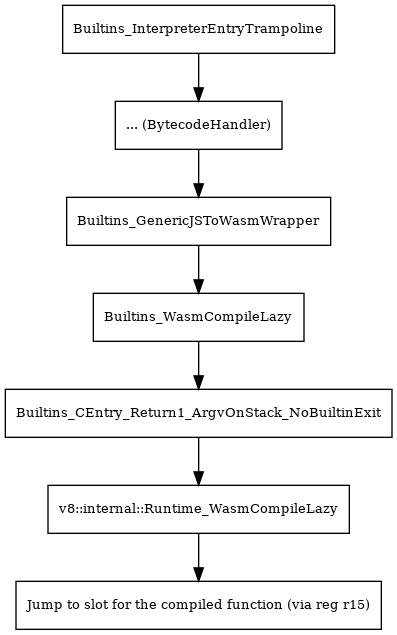 Builtins_InterpreterEntryTrampoline
... (BytecodeHandler)
Builtins_GenericJSToWasmWrapper
Builtins_WasmCompileLazy
Builtins_CEntry_Return1_ArgvOnStack_NoBuiltinExit
v8::internal::Runtime_WasmCompileLazy
Jump to slot for the compiled function (via reg r15)